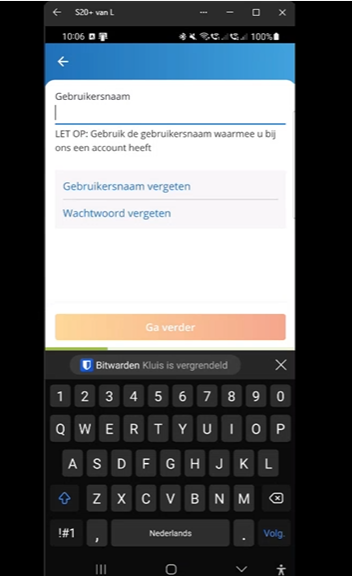 S20+ van L
10:06
100%
Gebruikersnaam
LET OP: Gebruik de gebruikersnaam waarmee u bij
ons een account heeft
Gebruikersnaam vergeten
Wachtwoord vergeten
Ga verder
Bitwarden Kluis is vergrendeld
1 2 3 4 5 6 7 8 9 0
Q W E R T Y U I O P
A S D F G H J K L
Z X C V B N M
!#1 , Nederlands . Volg.